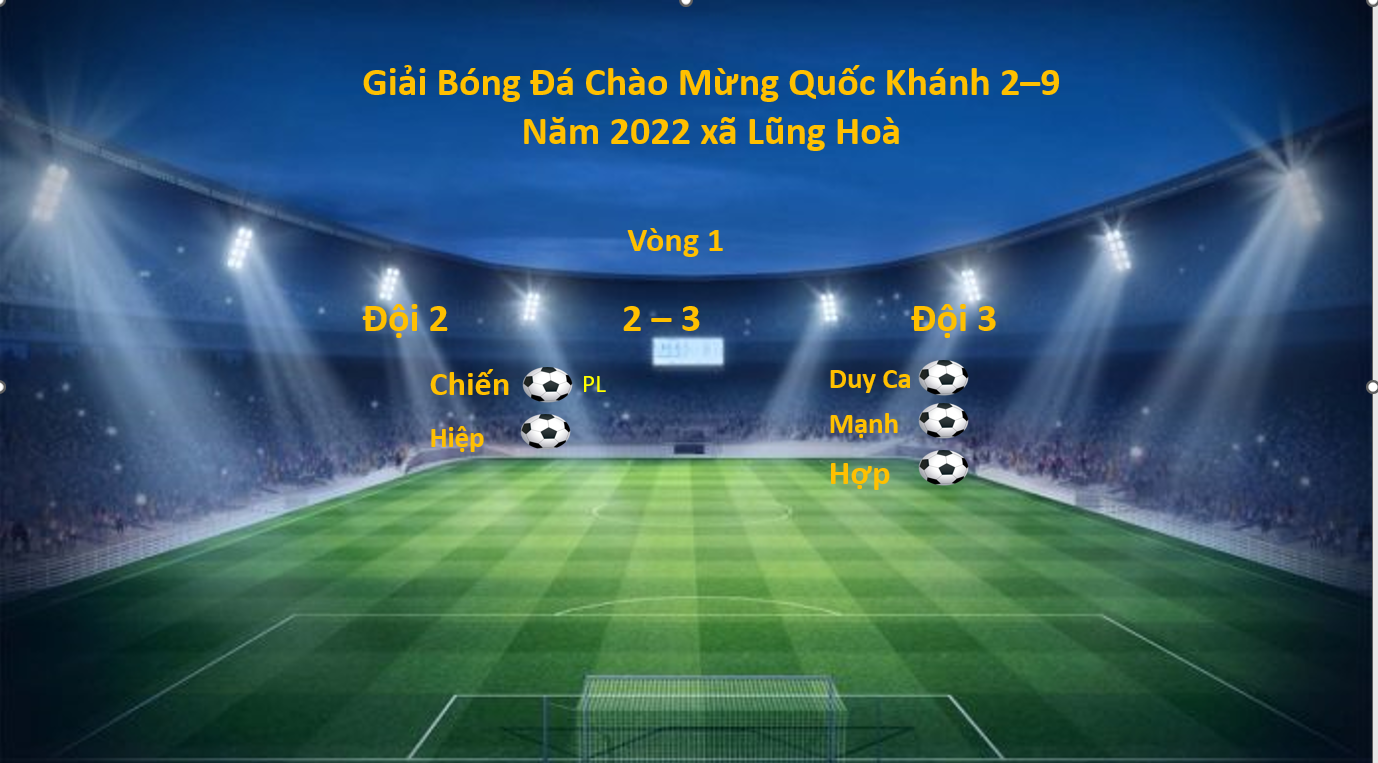 Giải Bóng Đá Chào Mừng Quốc Khánh 2–9
Năm 2022 xã Lũng Hoà
Vòng 1
Đội 2 2 – 3 Đội 3
Chiến PL Duy Ca
Hiệp Mạnh
Hợp